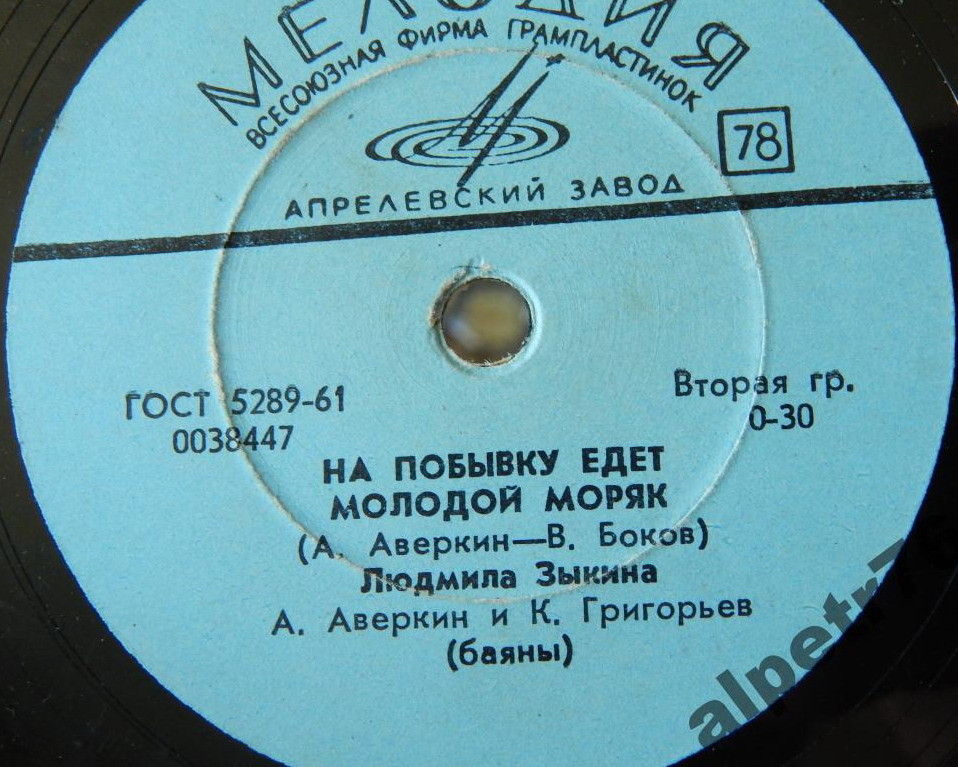 МЕЛОДИЯ
ВСЕСОЮЗНАЯ ФИРМА ГРАМПЛАСТИНОК
78
АПРЕЛЕВСКИЙ ЗАВОД
ГОСТ 5289-61
0038447
Вторая гр.
0-30
НА ПОБЫВКУ ЕДЕТ
МОЛОДОЙ МОРЯК
(А. Аверкин—В. Боков)
Людмила Зыкина
А. Аверкин и К. Григорьев
(баяны)
alpetr78